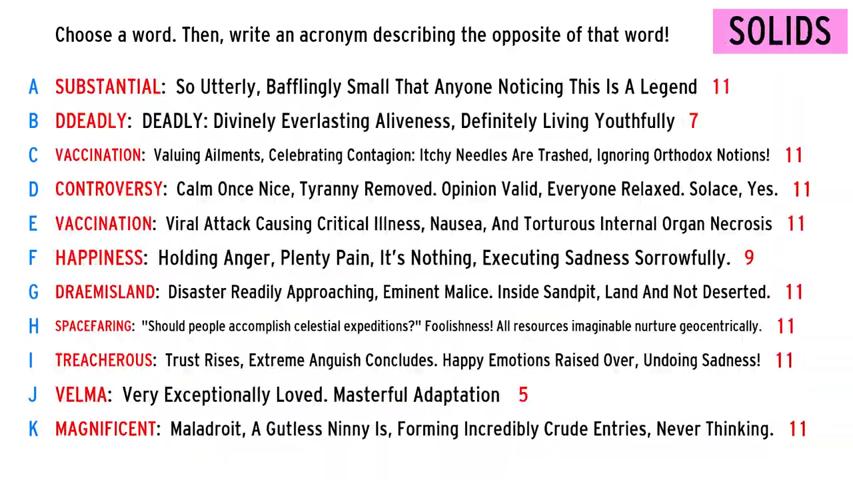 Choose a word. Then, write an acronym describing the opposite of that word!
SOLIDS
A SUBSTANTIAL: So Utterly, Bafflingly Small That Anyone Noticing This Is A Legend 11
B DDEADLY: DEADLY: Divinely Everlasting Aliveness, Definitely Living Youthfully 7
C VACCINATION: Valuing Ailments, Celebrating Contagion: Itchy Needles Are Trashed, Ignoring Orthodox Notions! 11
D CONTROVERSY: Calm Once Nice, Tyranny Removed. Opinion Valid, Everyone Relaxed. Solace, Yes. 11
E VACCINATION: Viral Attack Causing Critical Illness, Nausea, And Torturous Internal Organ Necrosis 11
F HAPPINESS: Holding Anger, Plenty Pain, It's Nothing, Executing Sadness Sorrowfully. 9
G DRAEMISLAND: Disaster Readily Approaching, Eminent Malice. Inside Sandpit, Land And Not Deserted. 11
H SPACEFARING: "Should people accomplish celestial expeditions?" Foolishness! All resources imaginable nurture geocentrically. 11
I TREACHEROUS: Trust Rises, Extreme Anguish Concludes. Happy Emotions Raised Over, Undoing Sadness! 11
J VELMA: Very Exceptionally Loved. Masterful Adaptation 5
K MAGNIFICENT: Maladroit, A Gutless Ninny Is, Forming Incredibly Crude Entries, Never Thinking. 11